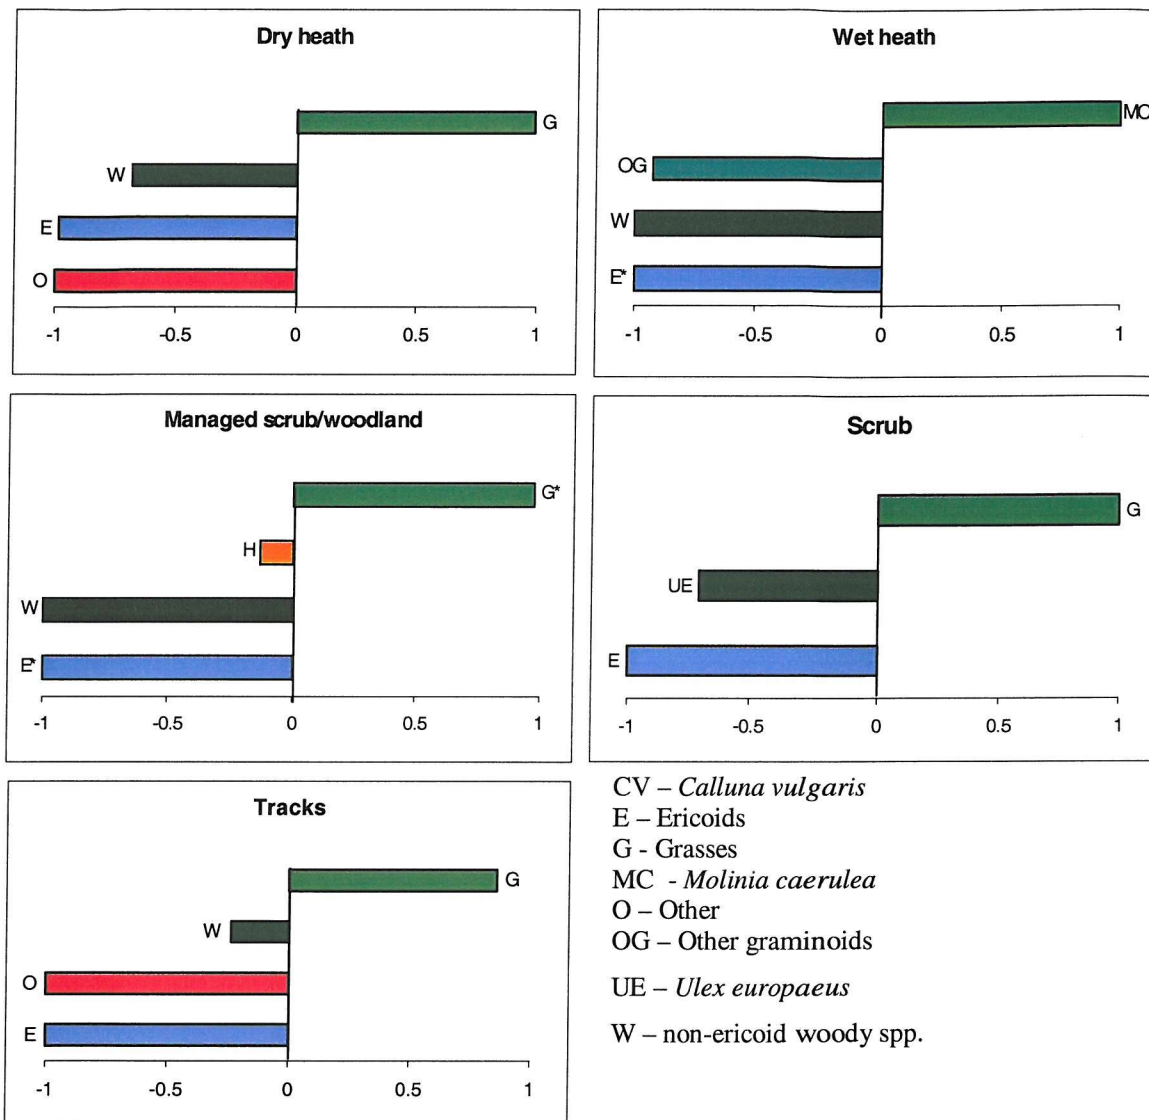 Dry heath
G
W
E
O
-1 -0.5 0 0.5 1
Wet heath
MC
OG
W
E*
-1 -0.5 0 0.5 1
Managed scrub/woodland
G*
H
W
E*
-1 -0.5 0 0.5 1
Scrub
G
UE
E
-1 -0.5 0 0.5 1
Tracks
G
W
O
E
-1 -0.5 0 0.5 1
CV – Calluna vulgaris
E – Ericoids
G - Grasses
MC - Molinia caerulea
O – Other
OG – Other graminoids
UE – Ulex europaeus
W – non-ericoid woody spp.